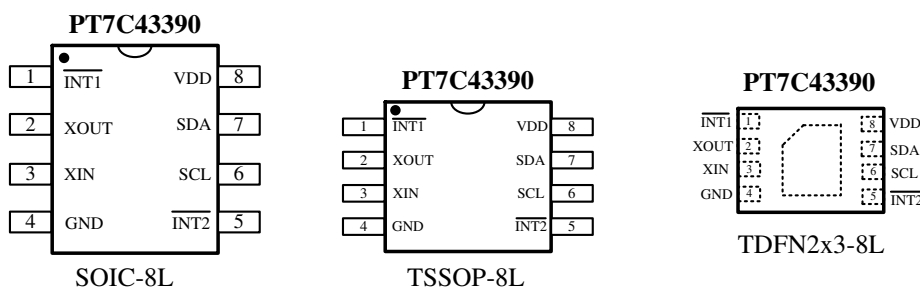 PT7C43390
1 INT1 VDD 8
2 XOUT SDA 7
3 XIN SCL 6
4 GND INT2 5
SOIC-8L
PT7C43390
1 INT1 VDD 8
2 XOUT SDA 7
3 XIN SCL 6
4 GND INT2 5
TSSOP-8L
PT7C43390
INT1 1 8 VDD
XOUT 2 7 SDA
XIN 3 6 SCL
GND 4 5 INT2
TDFN2x3-8L